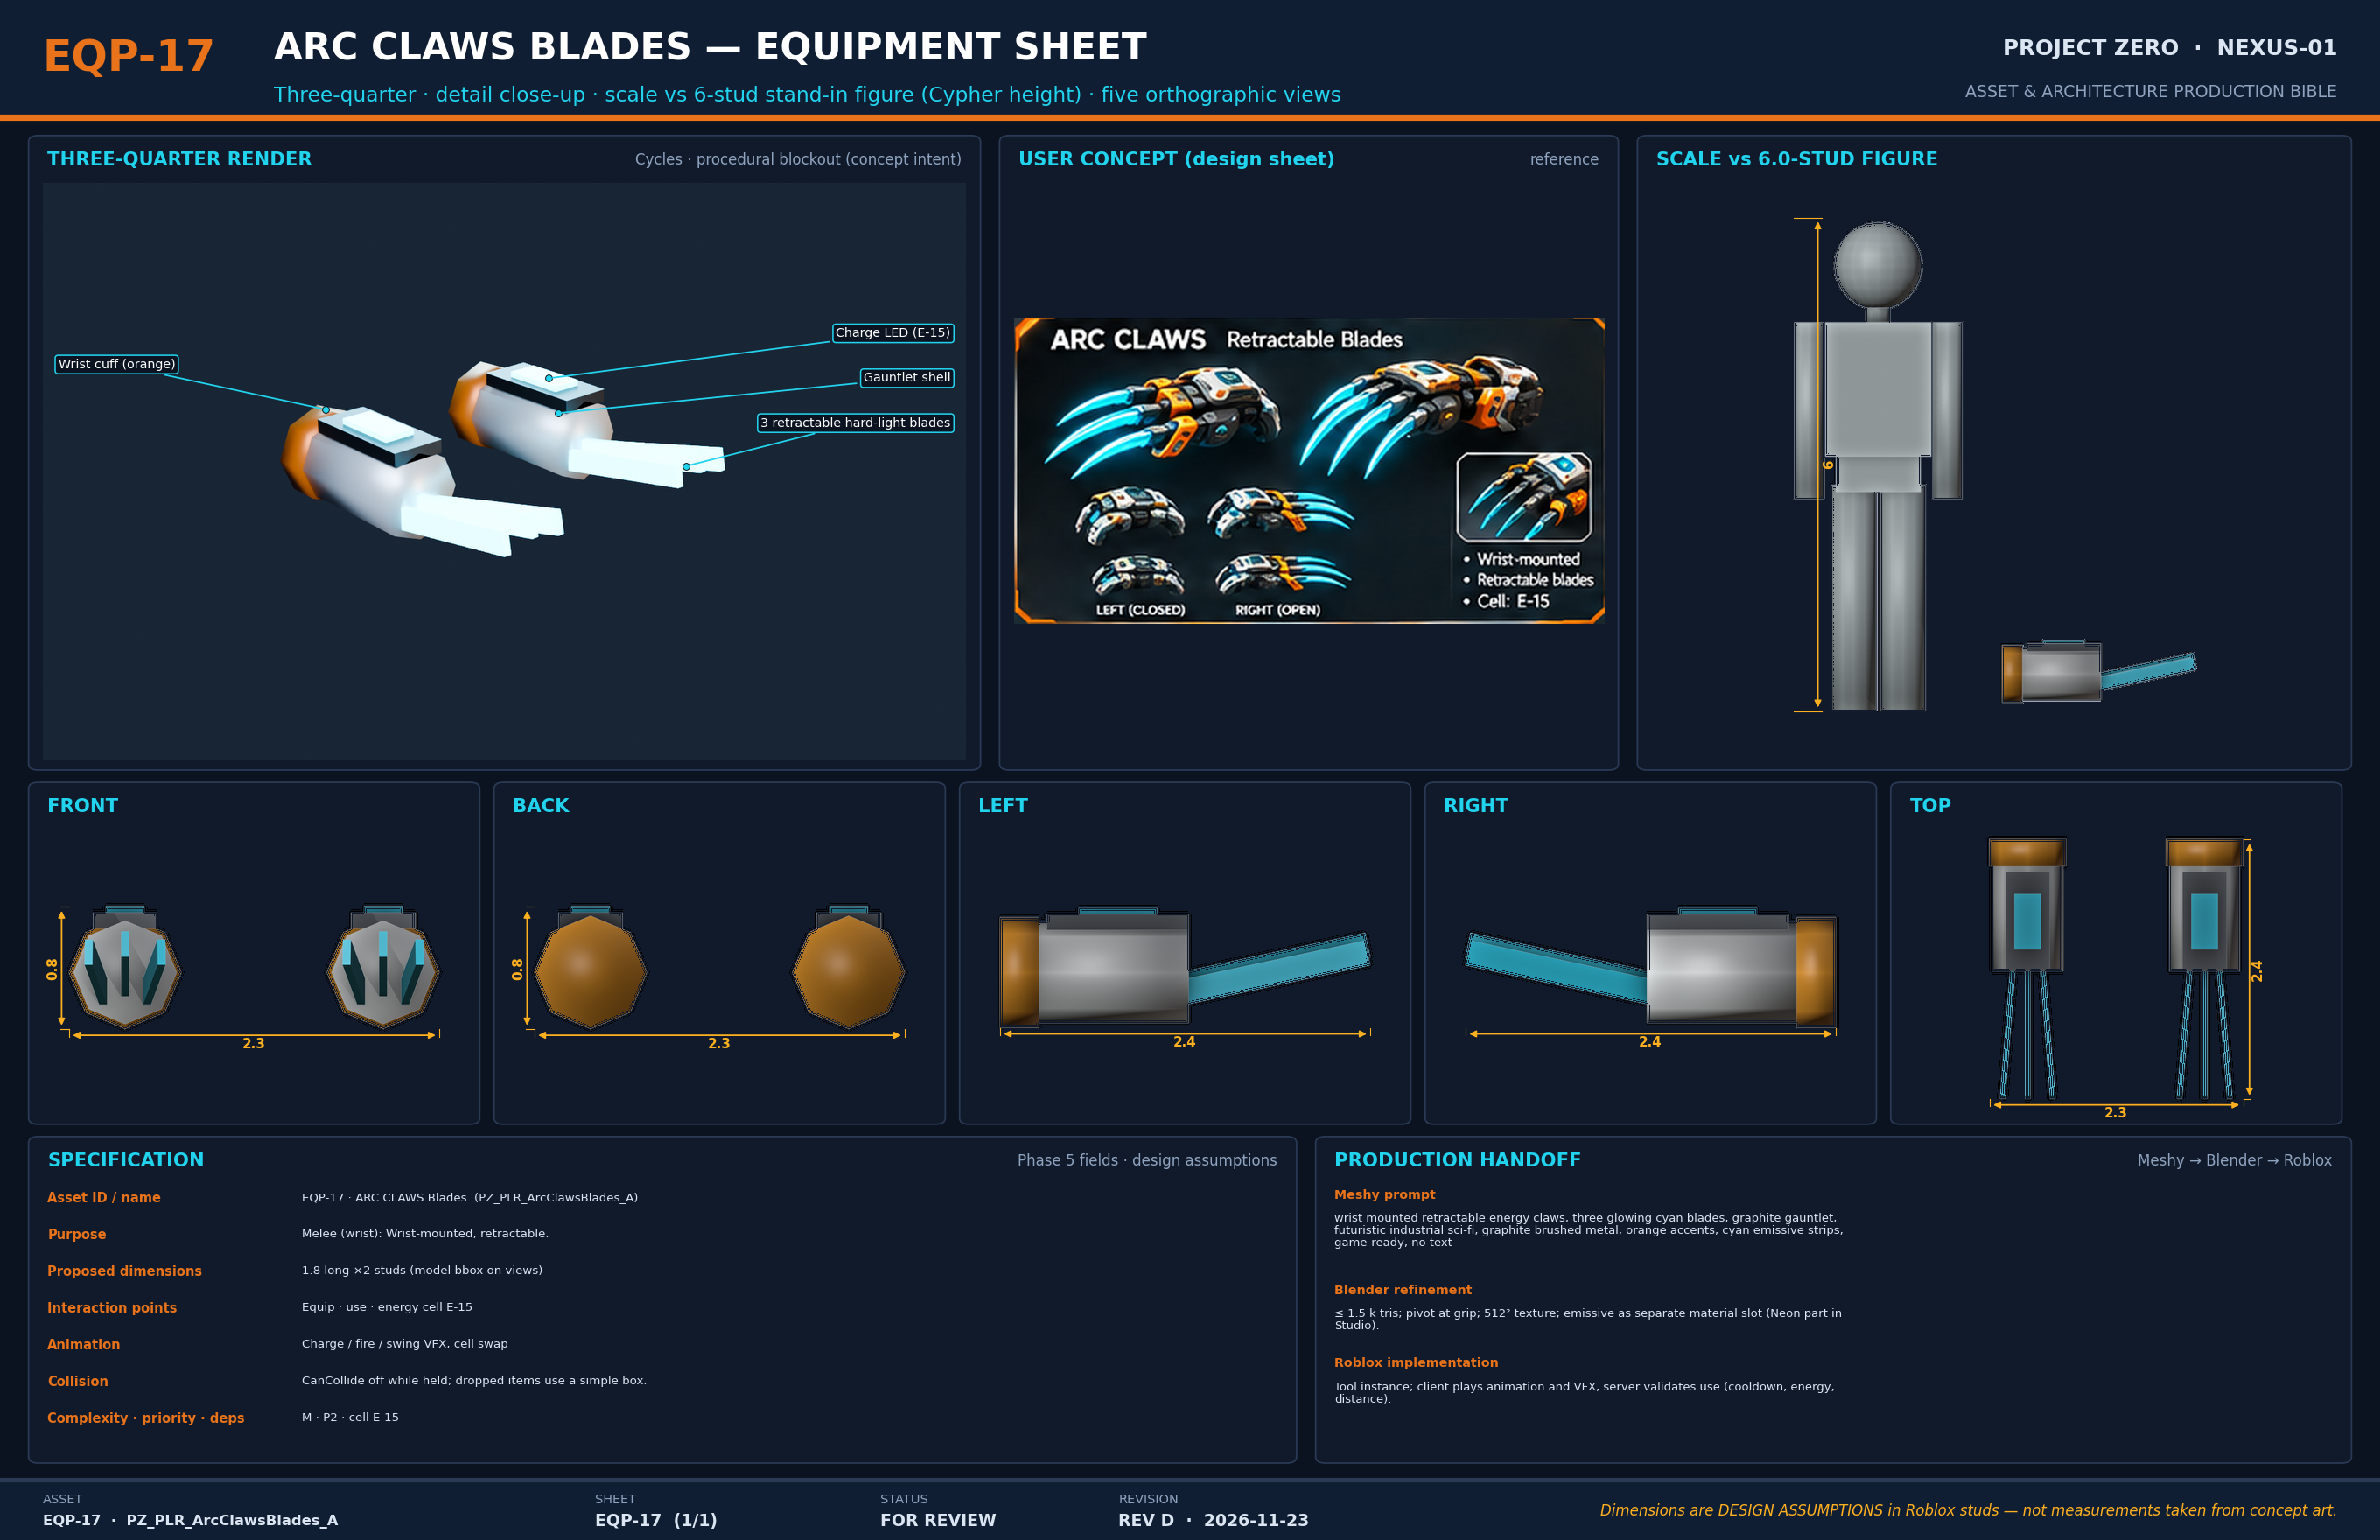 EQP-17
ARC CLAWS BLADES — EQUIPMENT SHEET
Three-quarter · detail close-up · scale vs 6-stud stand-in figure (Cypher height) · five orthographic views
PROJECT ZERO · NEXUS-01
ASSET & ARCHITECTURE PRODUCTION BIBLE
THREE-QUARTER RENDER
Cycles · procedural blockout (concept intent)
Wrist cuff (orange)
Charge LED (E-15)
Gauntlet shell
3 retractable hard-light blades
USER CONCEPT (design sheet)
reference
ARC CLAWS Retractable Blades
LEFT (CLOSED)
RIGHT (OPEN)
• Wrist-mounted
• Retractable blades
• Cell: E-15
SCALE vs 6.0-STUD FIGURE
6
FRONT
0.8
2.3
BACK
0.8
2.3
LEFT
2.4
RIGHT
2.4
TOP
2.4
2.3
SPECIFICATION
Phase 5 fields · design assumptions
Asset ID / name EQP-17 · ARC CLAWS Blades (PZ_PLR_ArcClawsBlades_A)
Purpose Melee (wrist): Wrist-mounted, retractable.
Proposed dimensions 1.8 long ×2 studs (model bbox on views)
Interaction points Equip · use · energy cell E-15
Animation Charge / fire / swing VFX, cell swap
Collision CanCollide off while held; dropped items use a simple box.
Complexity · priority · deps M · P2 · cell E-15
PRODUCTION HANDOFF
Meshy → Blender → Roblox
Meshy prompt
wrist mounted retractable energy claws, three glowing cyan blades, graphite gauntlet,
futuristic industrial sci-fi, graphite brushed metal, orange accents, cyan emissive strips,
game-ready, no text
Blender refinement
≤ 1.5 k tris; pivot at grip; 512² texture; emissive as separate material slot (Neon part in
Studio).
Roblox implementation
Tool instance; client plays animation and VFX, server validates use (cooldown, energy,
distance).
ASSET
EQP-17 · PZ_PLR_ArcClawsBlades_A
SHEET
EQP-17 (1/1)
STATUS
FOR REVIEW
REVISION
REV D · 2026-11-23
Dimensions are DESIGN ASSUMPTIONS in Roblox studs — not measurements taken from concept art.